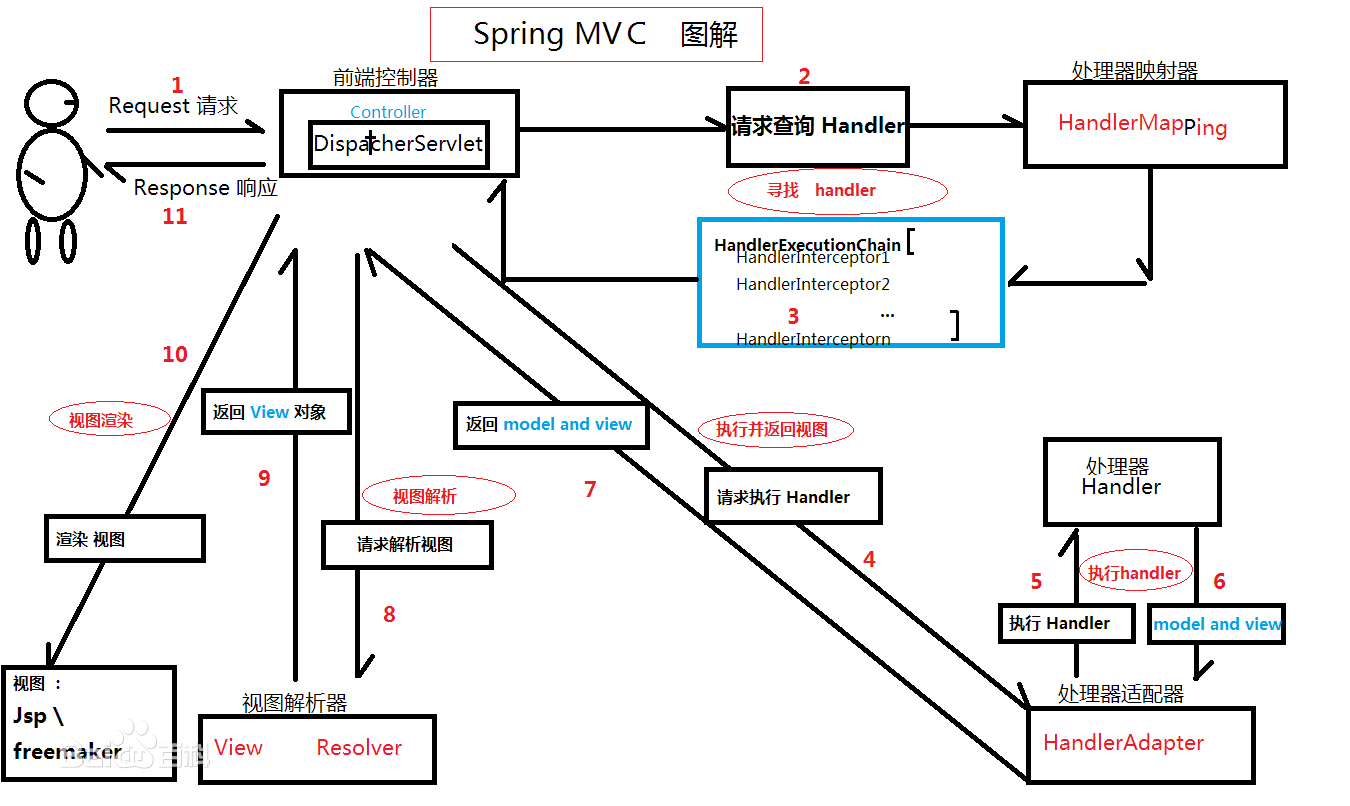 Spring MVC 图解
前端控制器
1
Request 请求
Controller
DispatcherServlet
2
请求查询 Handler
处理器映射器
HandlerMapPing
Response 响应
11
寻找 handler
HandlerExecutionChain [
HandlerInterceptor1
HandlerInterceptor2
3
...
HandlerInterceptorn ]
10
视图渲染
返回 View 对象
返回 model and view
执行并返回视图
9
视图解析
7
请求执行 Handler
处理器
Handler
渲染 视图
请求解析视图
4
5
执行handler
6
8
执行 Handler
model and view
视图 :
Jsp \
freemaker
视图解析器
View Resolver
处理器适配器
HandlerAdapter
Bai百科